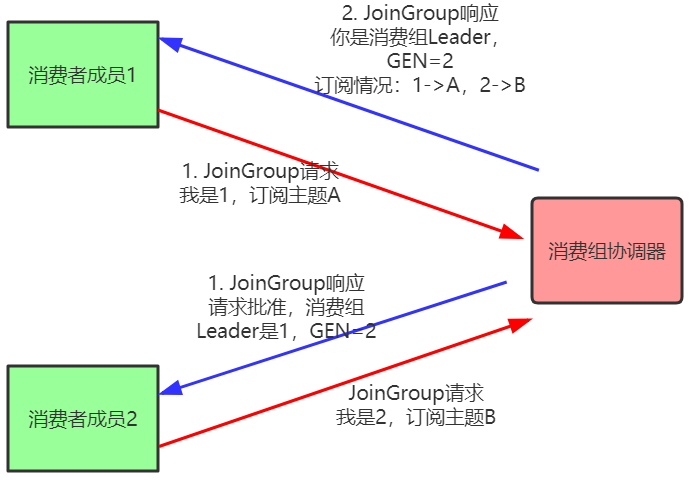 消费者成员1
2. JoinGroup响应
你是消费组Leader，
GEN=2
订阅情况：1->A，2->B
1. JoinGroup请求
我是1，订阅主题A
消费组协调器
1. JoinGroup响应
请求批准，消费组
Leader是1，GEN=2
消费者成员2
JoinGroup请求
我是2，订阅主题B